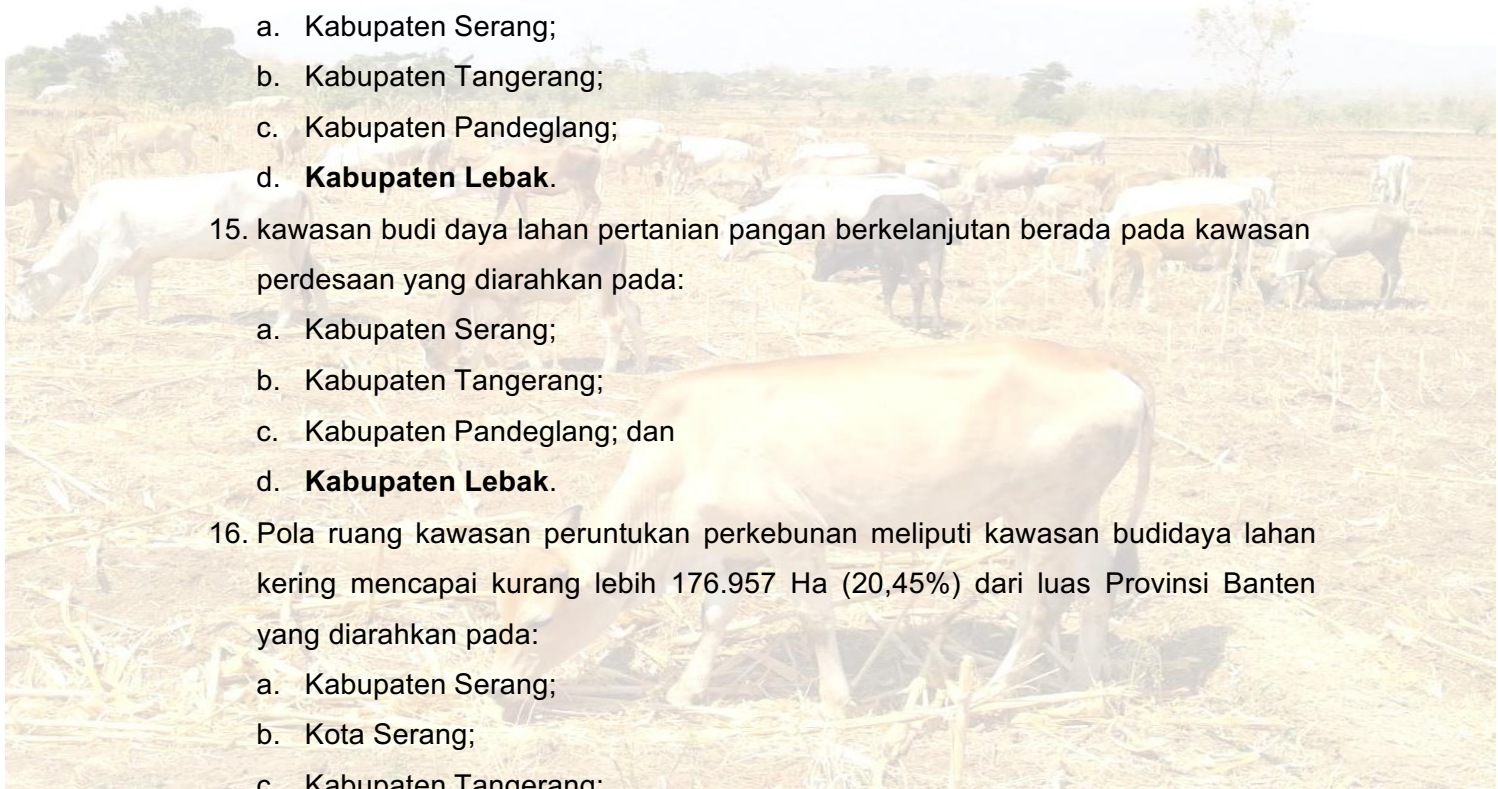 a. Kabupaten Serang;
b. Kabupaten Tangerang;
c. Kabupaten Pandeglang;
d. Kabupaten Lebak.
15. kawasan budi daya lahan pertanian pangan berkelanjutan berada pada kawasan
perdesaan yang diarahkan pada:
a. Kabupaten Serang;
b. Kabupaten Tangerang;
c. Kabupaten Pandeglang; dan
d. Kabupaten Lebak.
16. Pola ruang kawasan peruntukan perkebunan meliputi kawasan budidaya lahan
kering mencapai kurang lebih 176.957 Ha (20,45%) dari luas Provinsi Banten
yang diarahkan pada:
a. Kabupaten Serang;
b. Kota Serang;
c. Kabupaten Tangerang;